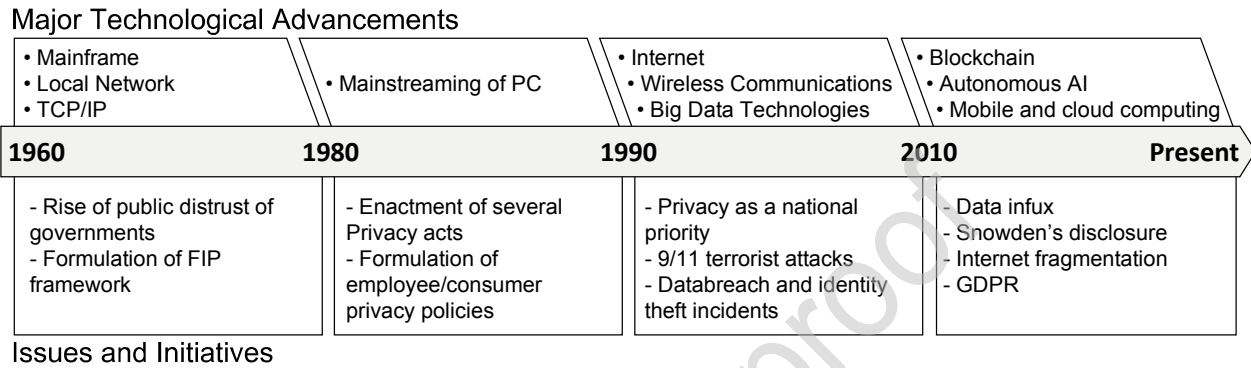 Major Technological Advancements
• Mainframe
• Local Network
• TCP/IP
• Mainstreaming of PC
• Internet
• Wireless Communications
• Big Data Technologies
• Blockchain
• Autonomous AI
• Mobile and cloud computing
1960 1980 1990 2010 Present
- Rise of public distrust of
governments
- Formulation of FIP
framework
- Enactment of several
Privacy acts
- Formulation of
employee/consumer
privacy policies
- Privacy as a national
priority
- 9/11 terrorist attacks
- Databreach and identity
theft incidents
- Data infux
- Snowden's disclosure
- Internet fragmentation
- GDPR
Issues and Initiatives
proof